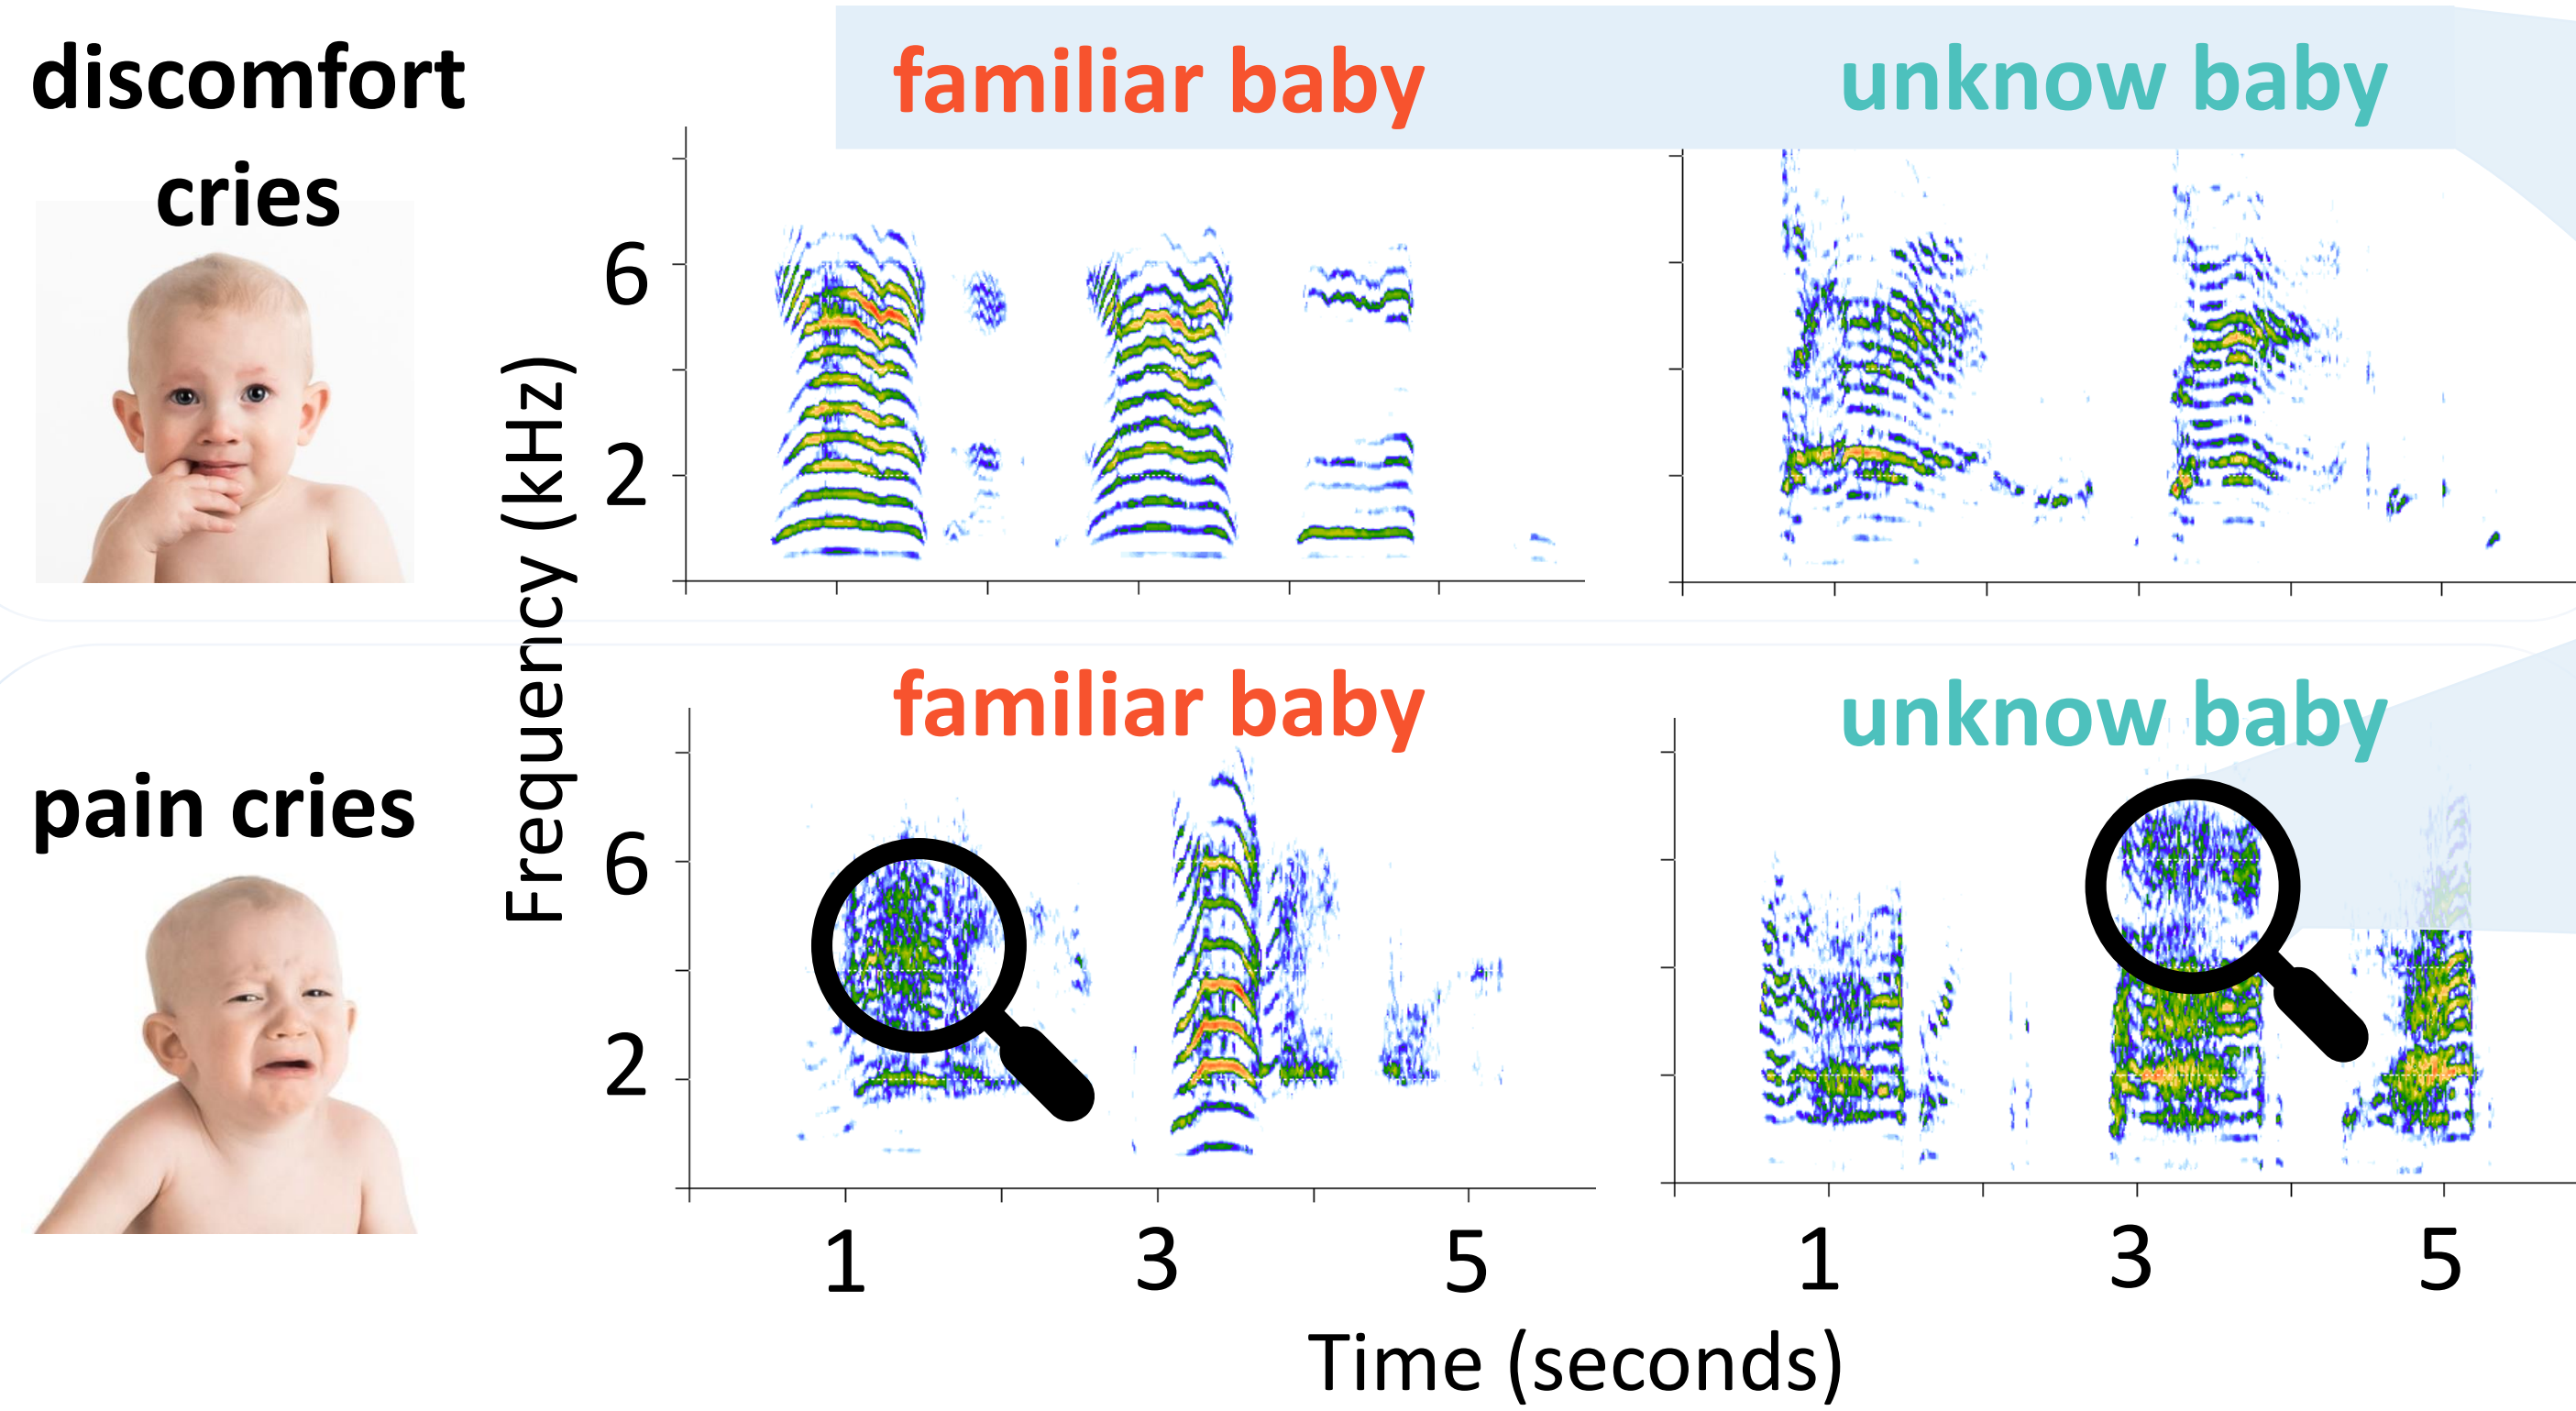 discomfort
cries
familiar baby
unknow baby
6
2
Frequency (kHz)
pain cries
familiar baby
unknow baby
6
2
1
3
5
1
3
5
Time (seconds)